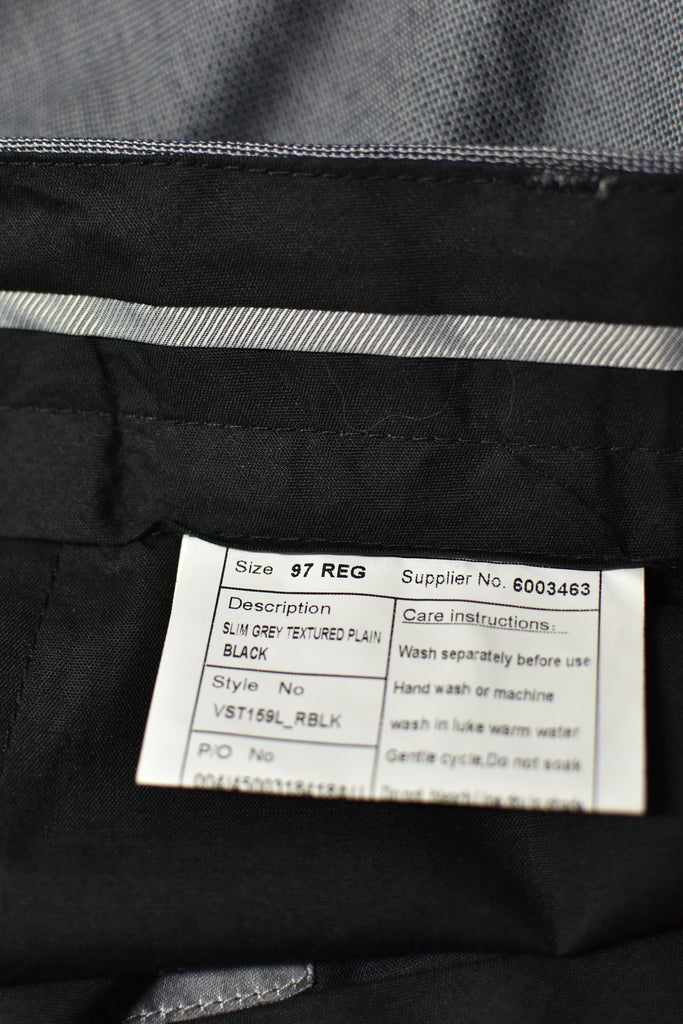 Size 97 REG Supplier No. 6003463
Description
SLIM GREY TEXTURED PLAIN
BLACK
Style No
VST159L_RBLK
P/O No
Care instructions:
Wash separately before use
Hand wash or machine
wash in luke warm water
Gentle cycle,Do not soak